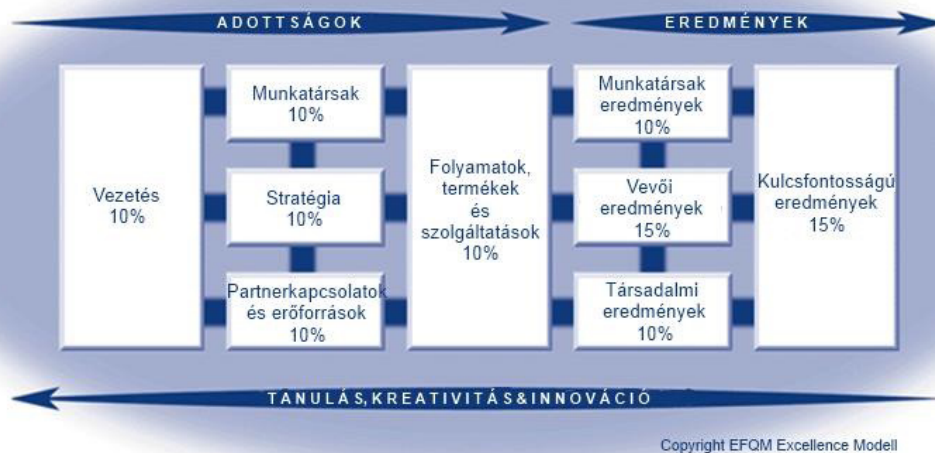 ADOTTSÁGOK
EREDMÉNYEK
Vezetés
10%
Munkatársak
10%
Stratégia
10%
Partnerkapcsolatok
és erőforrások
10%
Folyamatok,
termékek
és
szolgáltatások
10%
Munkatársak
eredmények
10%
Vevői
eredmények
15%
Társadalmi
eredmények
10%
Kulcsfontosságú
eredmények
15%
TANULÁS,KREATIVITÁS&INNOVÁCIÓ
Copyright EFQM Excellence Modell